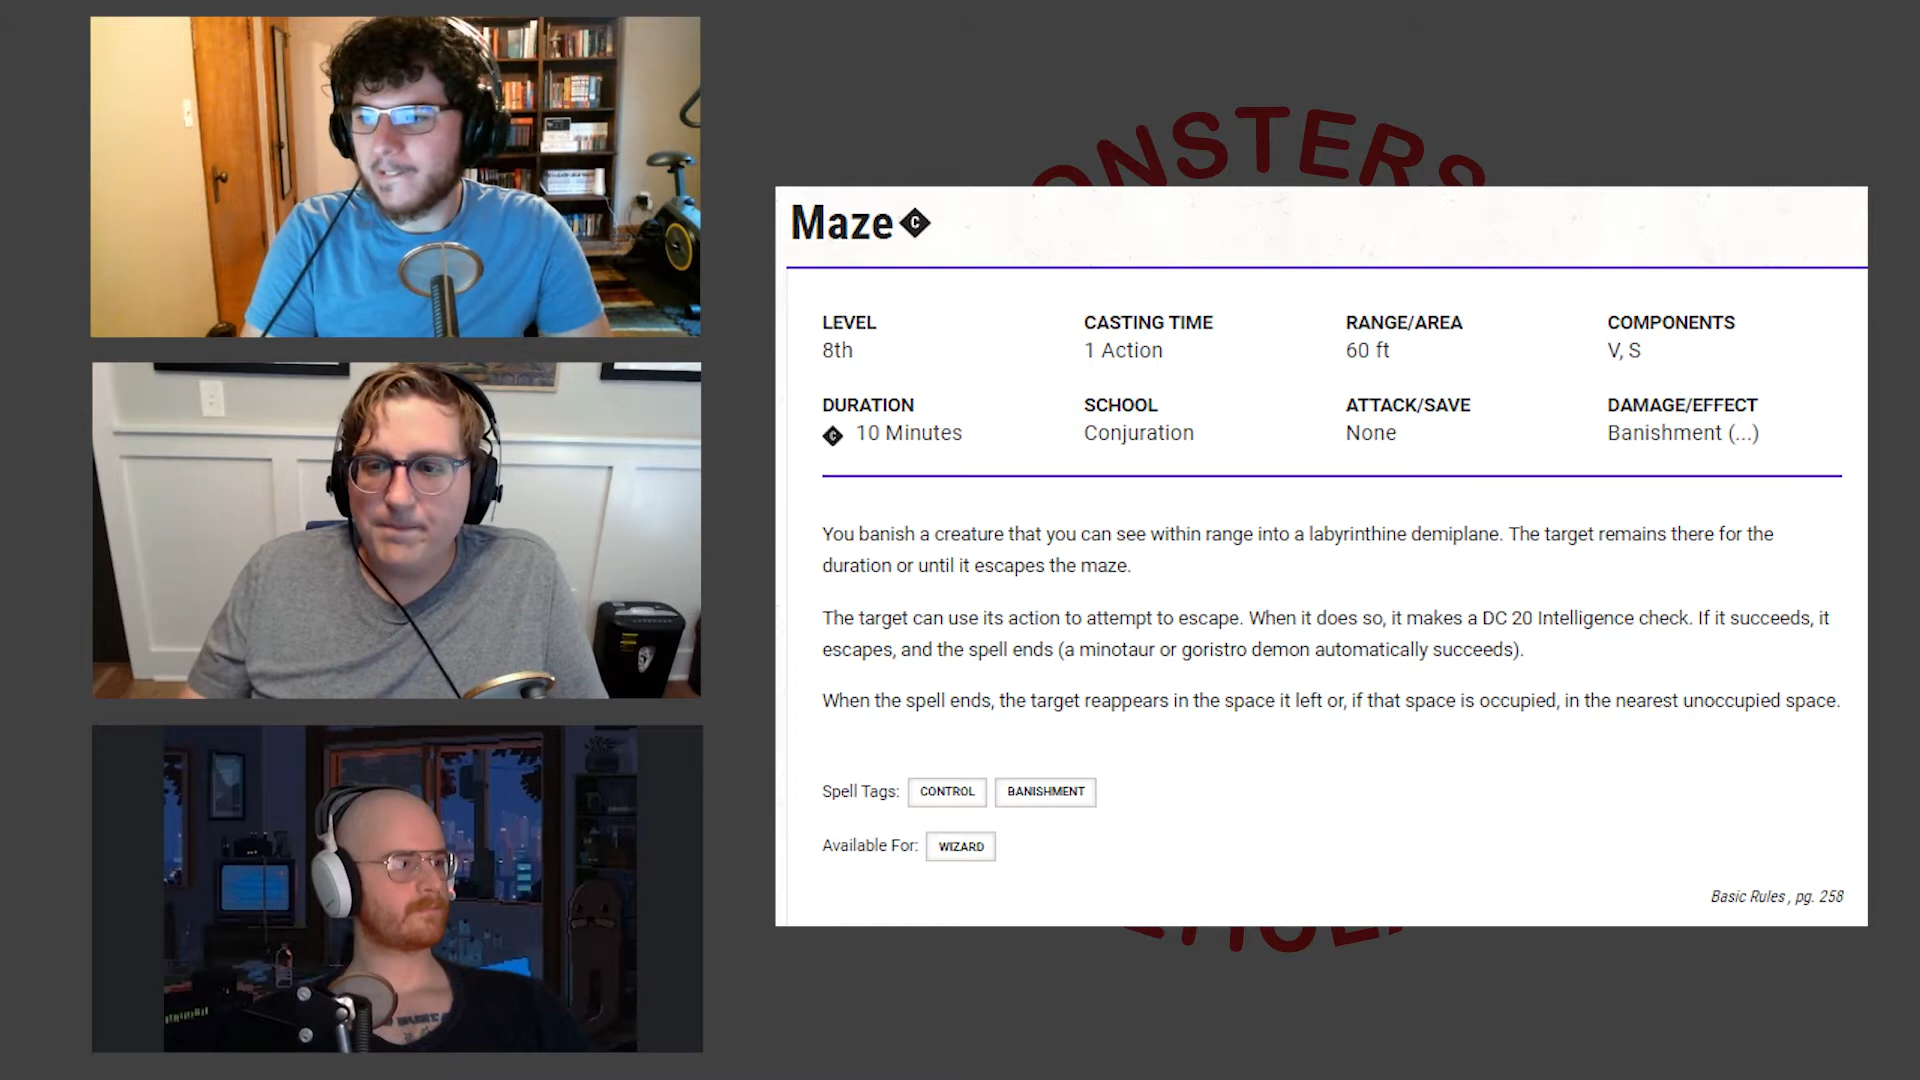 ONSTERS
Maze
LEVEL
8th
CASTING TIME
1 Action
RANGE/AREA
60 ft
COMPONENTS
V, S
DURATION
10 Minutes
SCHOOL
Conjuration
ATTACK/SAVE
None
DAMAGE/EFFECT
Banishment (...)
You banish a creature that you can see within range into a labyrinthine demiplane. The target remains there for the
duration or until it escapes the maze.
The target can use its action to attempt to escape. When it does so, it makes a DC 20 Intelligence check. If it succeeds, it
escapes, and the spell ends (a minotaur or goristro demon automatically succeeds).
When the spell ends, the target reappears in the space it left or, if that space is occupied, in the nearest unoccupied space.
Spell Tags: CONTROL BANISHMENT
Available For: WIZARD
Basic Rules , pg. 258